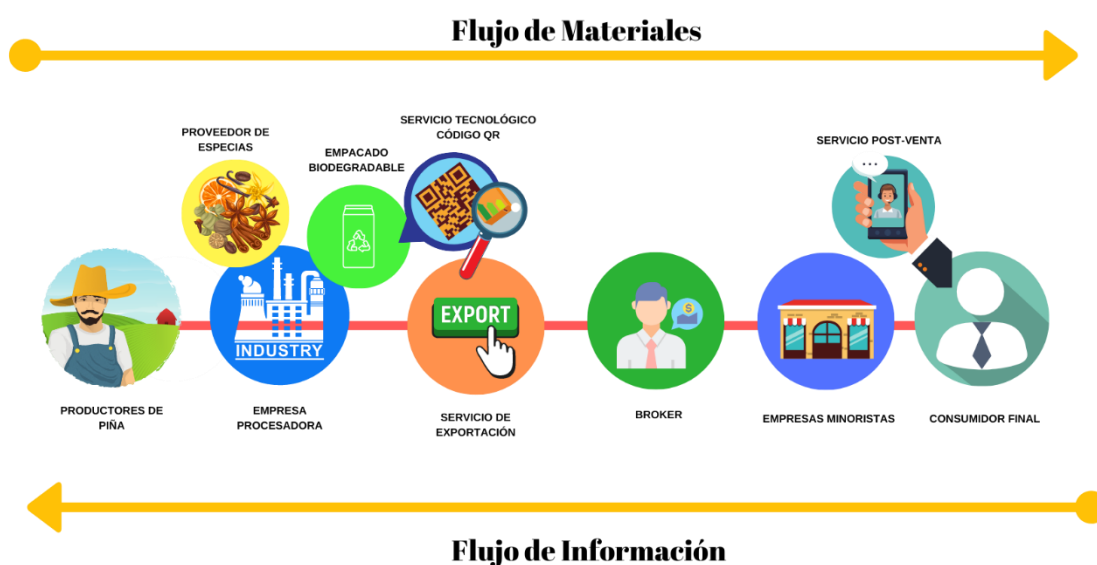 Flujo de Materiales
SERVICIO TECNOLÓGICO
CÓDIGO QR
PROVEEDOR DE
ESPECIAS
SERVICIO POST-VENTA
EMPACADO
BIODEGRADABLE
...
EXPORT
INDUSTRY
$
PRODUCTORES DE
PIÑA
EMPRESA
PROCESADORA
SERVICIO DE
EXPORTACIÓN
BROKER
EMPRESAS MINORISTAS
CONSUMIDOR FINAL
Flujo de Información